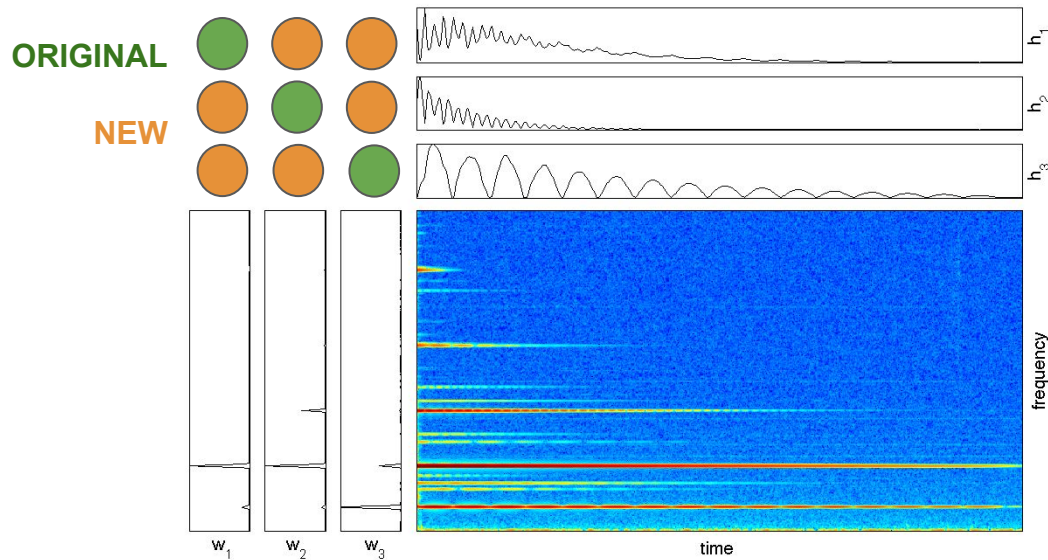 ORIGINAL
NEW
h₁
h₂
h₃
frequency
w₁
w₂
w₃
time